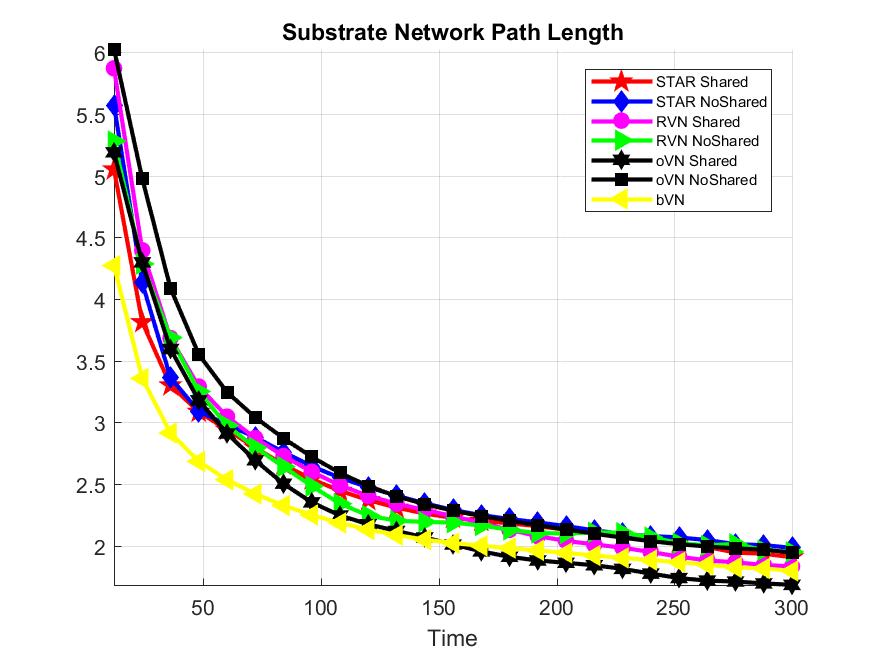 Substrate Network Path Length
6
5.5
5
4.5
4
3.5
3
2.5
2
STAR Shared
STAR NoShared
RVN Shared
RVN NoShared
oVN Shared
oVN NoShared
bVN
50 100 150 200 250 300
Time